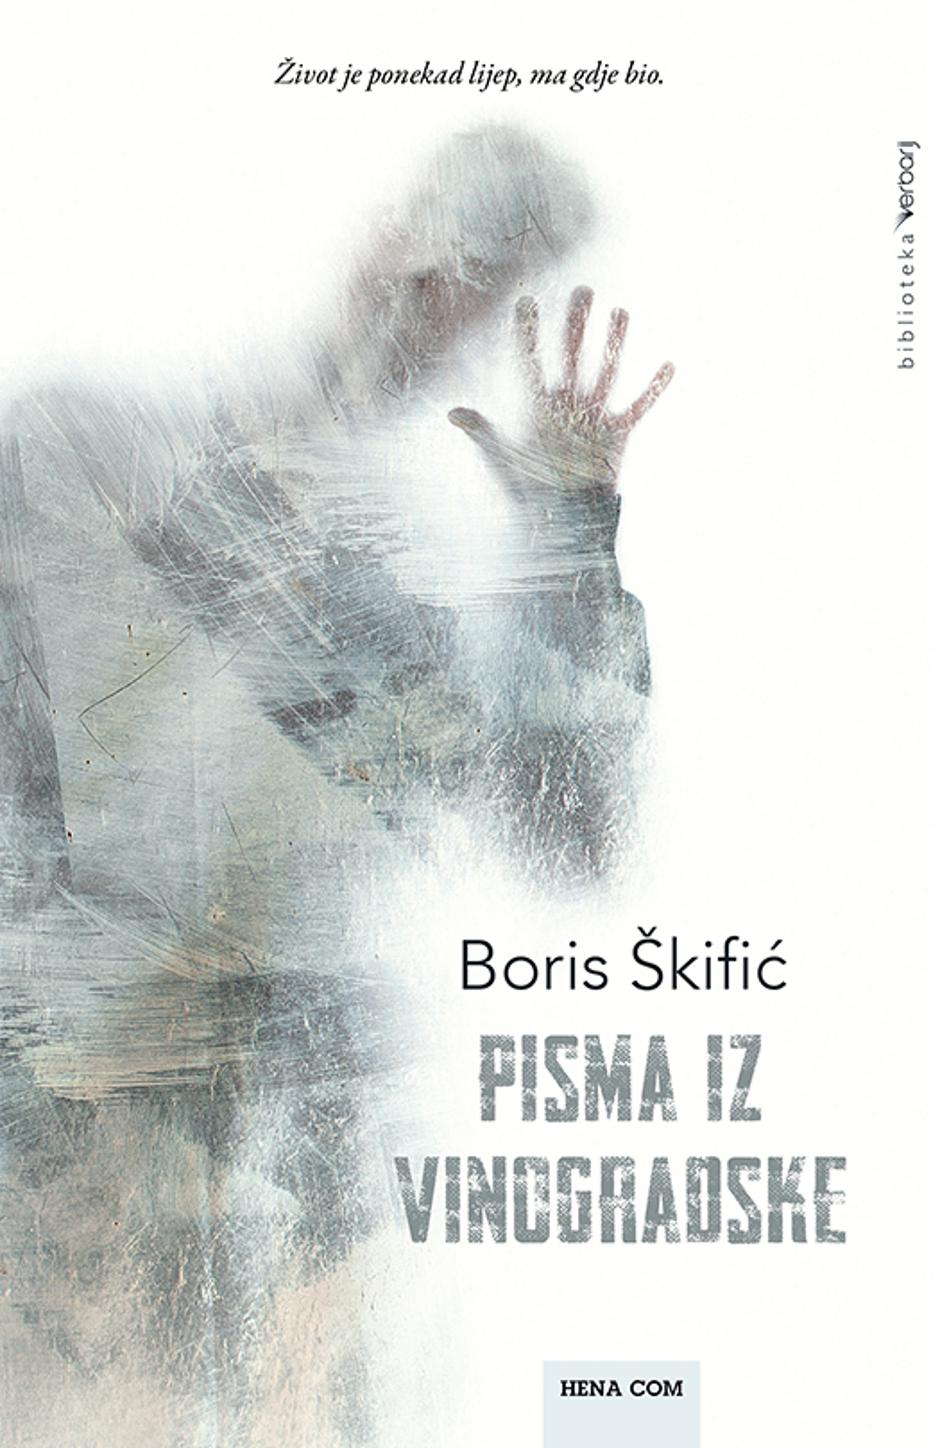 Život je ponekad lijep, ma gdje bio.
biblioteka Verbarij
Boris Škifić
PISMA IZ
VINOGRADSKE
HENA COM